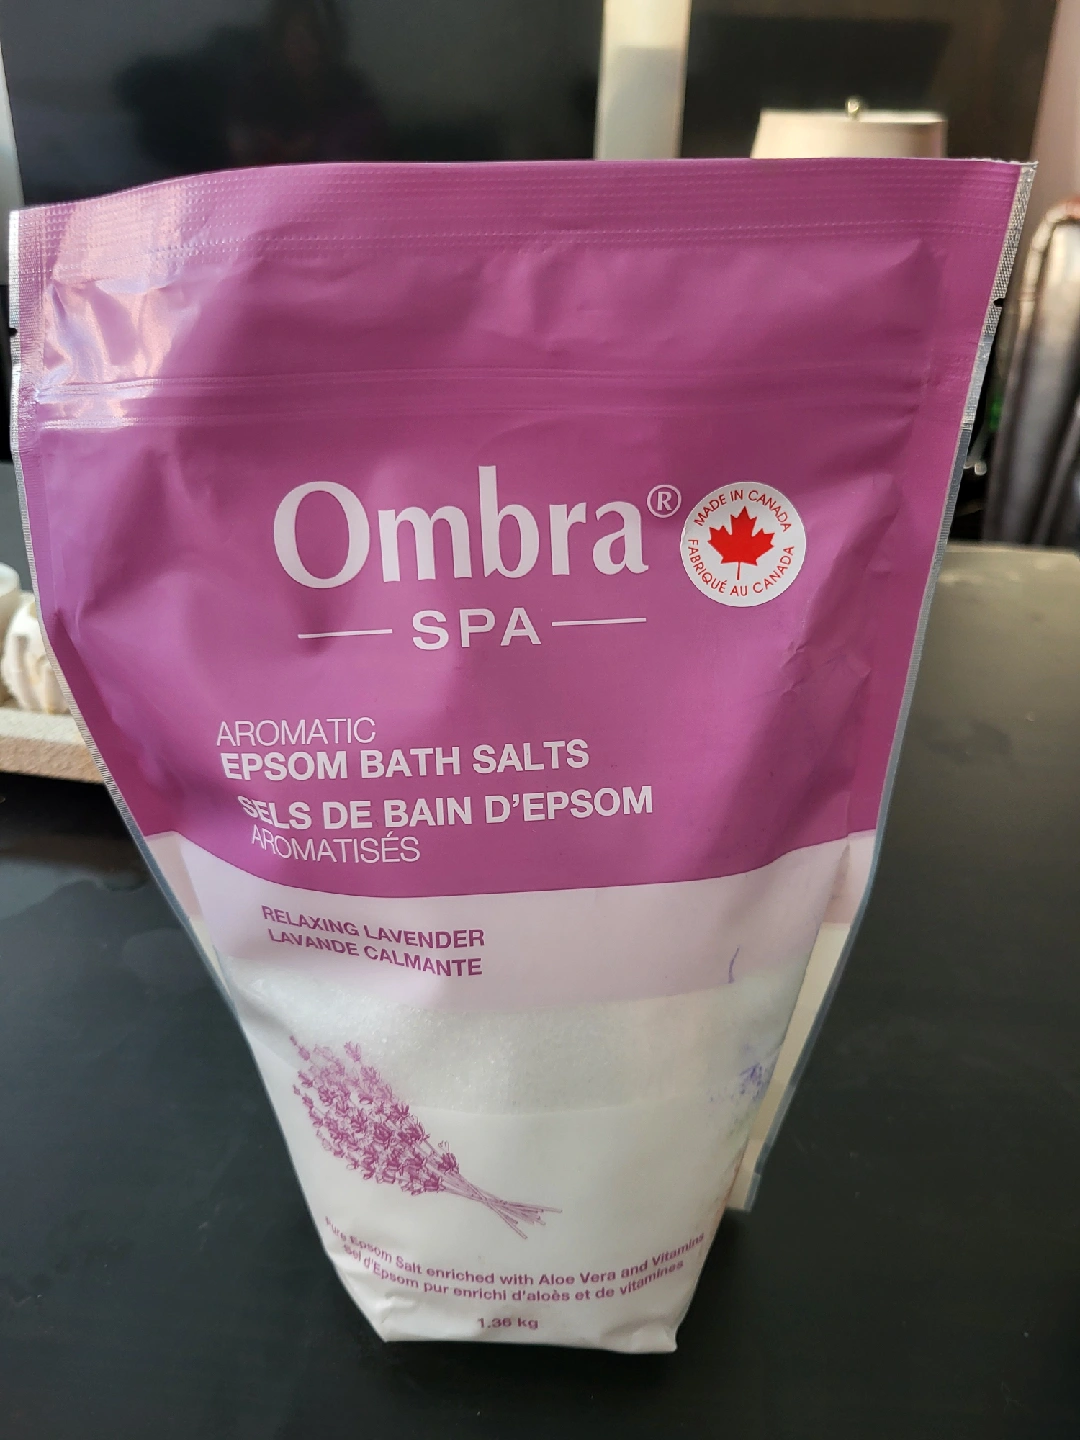 Ombra®
SPA
MADE IN CANADA
FABRIQUÉ AU CANADA
AROMATIC
EPSOM BATH SALTS
SELS DE BAIN D'EPSOM
AROMATISÉS
RELAXING LAVENDER
LAVANDE CALMANTE
Pure Epsom Salt enriched with Aloe Vera and Vitamins
Sel d'Epsom pur enrichi d'aloès et de vitamines
1.36 kg